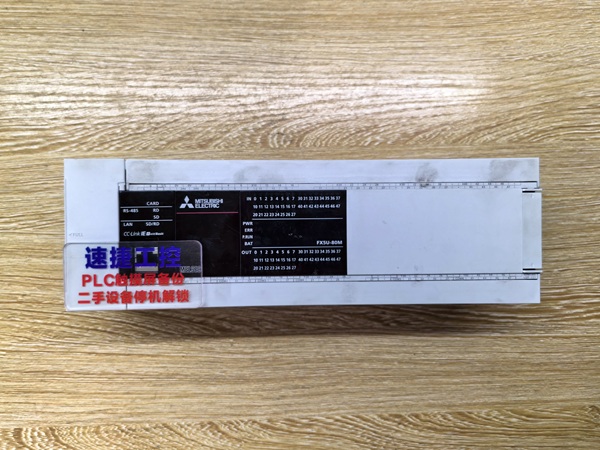 CARD
RS-485 RD
SD
LAN SD/RD
CC-Link IE Field Basic
MITSUBISHI
ELECTRIC
IN 0 1 2 3 4 5 6 7 30 31 32 33 34 35 36 37
10 11 12 13 14 15 16 17 40 41 42 43 44 45 46 47
20 21 22 23 24 25 26 27
PWR
ERR
P.RUN
BAT
FX5U-80M
OUT 0 1 2 3 4 5 6 7 30 31 32 33 34 35 36 37
10 11 12 13 14 15 16 17 40 41 42 43 44 45 46 47
20 21 22 23 24 25 26 27
速捷工控
PLC数据层备份
二手设备停机解锁